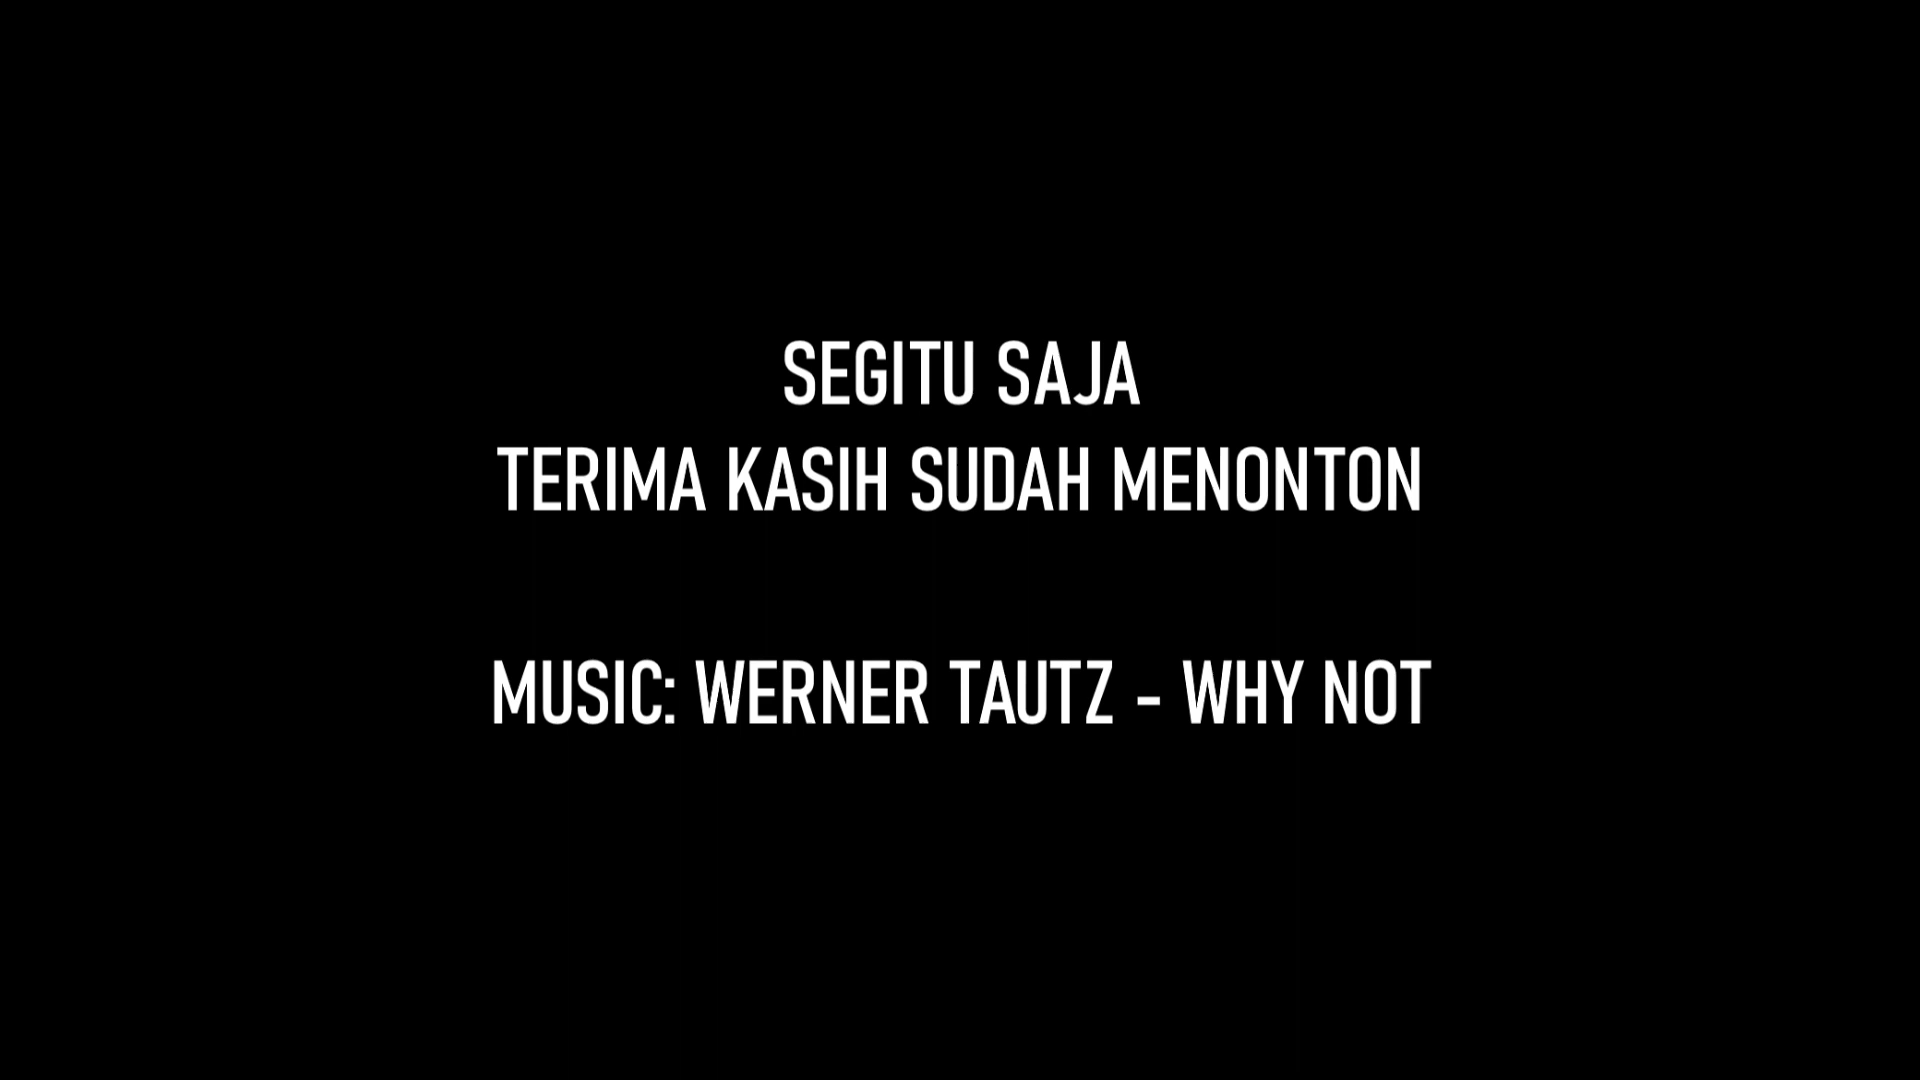 SEGITU SAJA
TERIMA KASIH SUDAH MENONTON
MUSIC: WERNER TAUTZ - WHY NOT